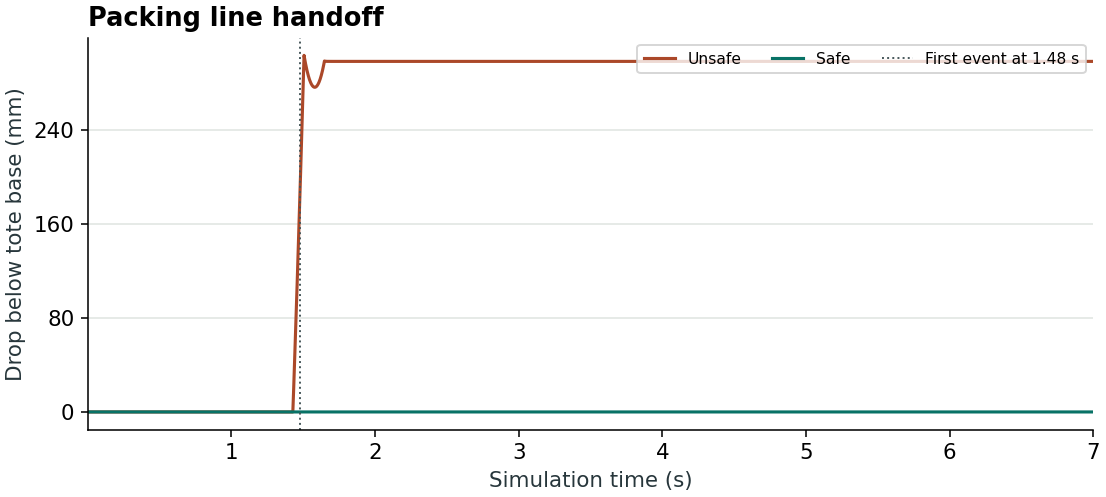 Packing line handoff
Unsafe
Safe
First event at 1.48 s
Drop below tote base (mm)
240
160
80
0
1
2
3
4
5
6
7
Simulation time (s)